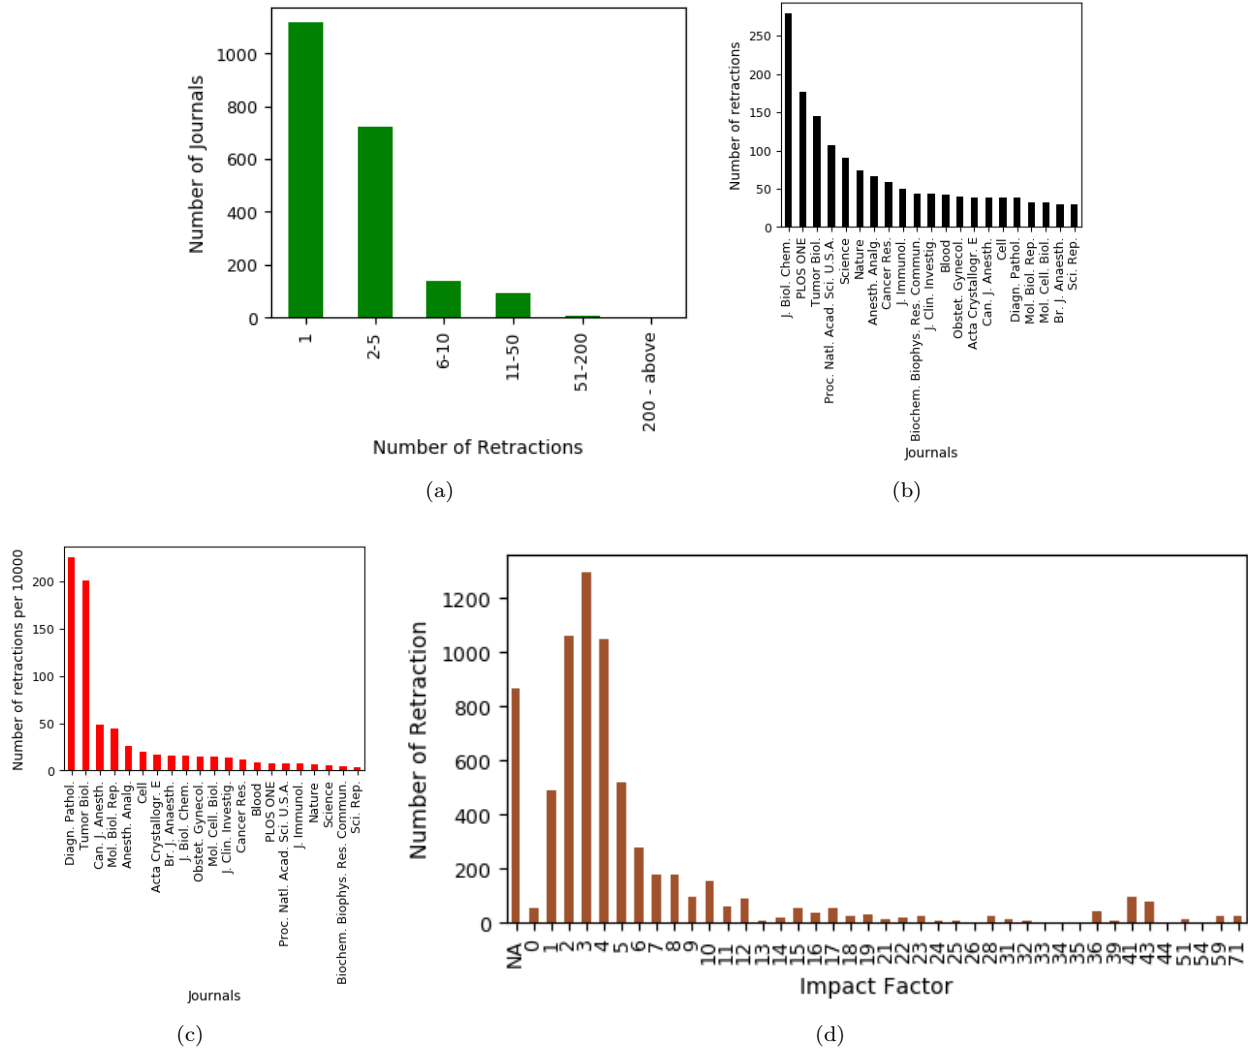 1000
800
600
400
200
0
Number of Journals
1
2-5
6-10
11-50
51-200
200 - above
Number of Retractions
(a)
250
200
150
100
50
0
Number of retractions
J. Biol. Chem.
PLOS ONE
Tumor Biol.
Proc. Natl. Acad. Sci. U.S.A.
Science
Nature
Anesth. Analg.
Cancer Res.
J. Immunol.
Biochem. Biophys. Res. Commun.
J. Clin. Investig.
Blood
Obstet. Gynecol.
Acta Crystallogr. E
Can. J. Anesth.
Cell
Diagn. Pathol.
Mol. Biol. Rep.
Mol. Cell. Biol.
Br. J. Anaesth.
Sci. Rep.
Journals
(b)
200
150
100
50
0
Number of retractions per 10000
Diagn. Pathol.
Tumor Biol.
Can. J. Anesth.
Mol. Biol. Rep.
Anesth. Analg.
Cell
Acta Crystallogr. E
Br. J. Anaesth.
J. Biol. Chem.
Obstet. Gynecol.
Mol. Cell. Biol.
J. Clin. Investig.
Cancer Res.
Blood
PLOS ONE
Proc. Natl. Acad. Sci. U.S.A.
J. Immunol.
Nature
Science
Biochem. Biophys. Res. Commun.
Sci. Rep.
Journals
(c)
1200
1000
800
600
400
200
0
Number of Retraction
NA
0
1
2
3
4
5
6
7
8
9
10
11
12
13
14
15
16
17
18
19
21
22
23
24
25
26
28
31
32
33
34
35
36
39
41
43
44
51
54
59
71
Impact Factor
(d)